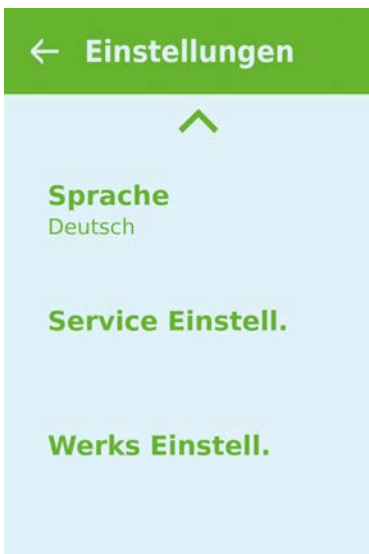 Einstellungen
Sprache
Deutsch
Service Einstell.
Werks Einstell.